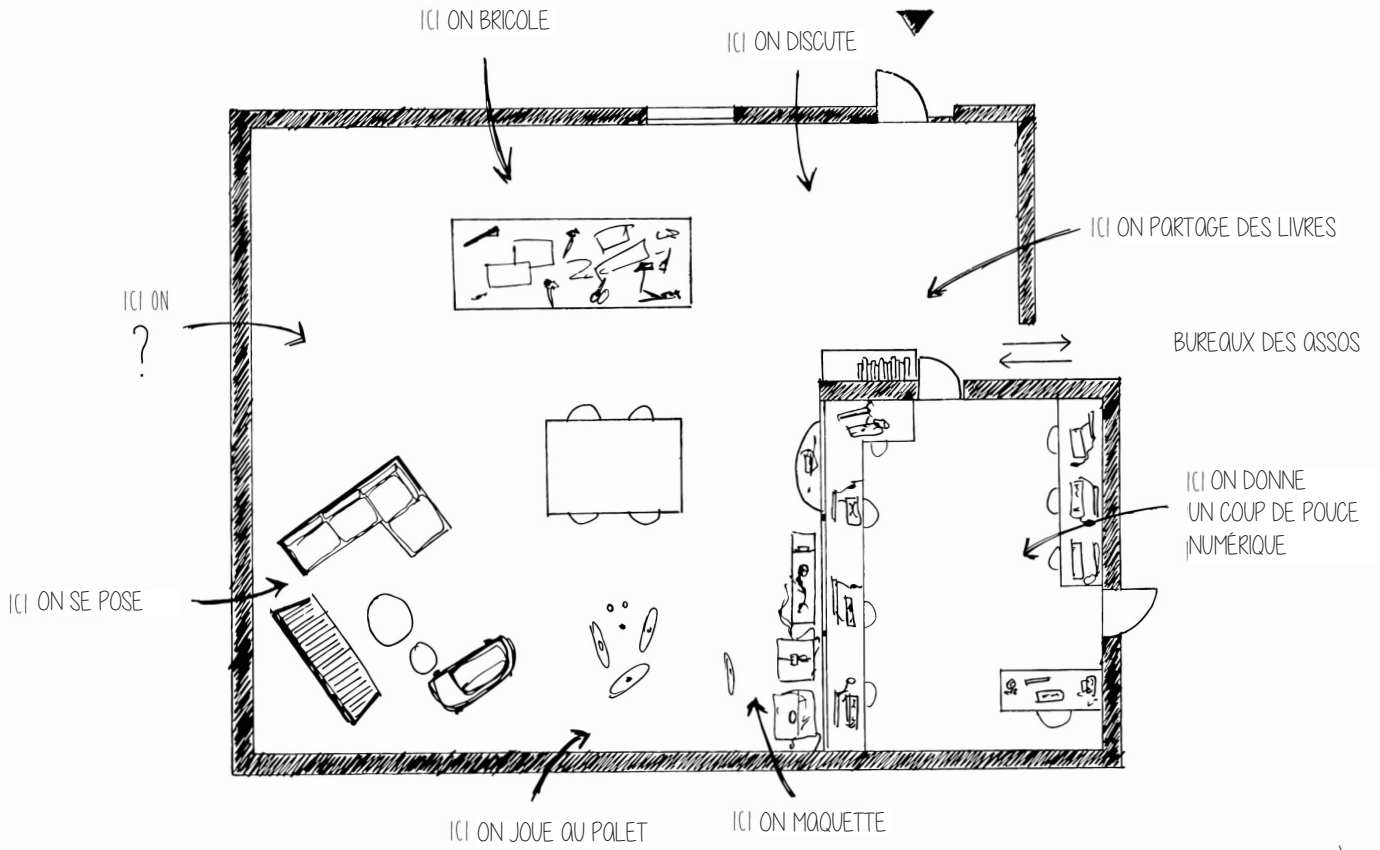 ICI ON BRICOLE
ICI ON DISCUTE
ICI ON PARTAGE DES LIVRES
ICI ON
?
BUREAUX DES ASSOS
ICI ON DONNE
UN COUP DE POUCE
NUMÉRIQUE
ICI ON SE POSE
ICI ON JOUE AU PALET
ICI ON MAQUETTE